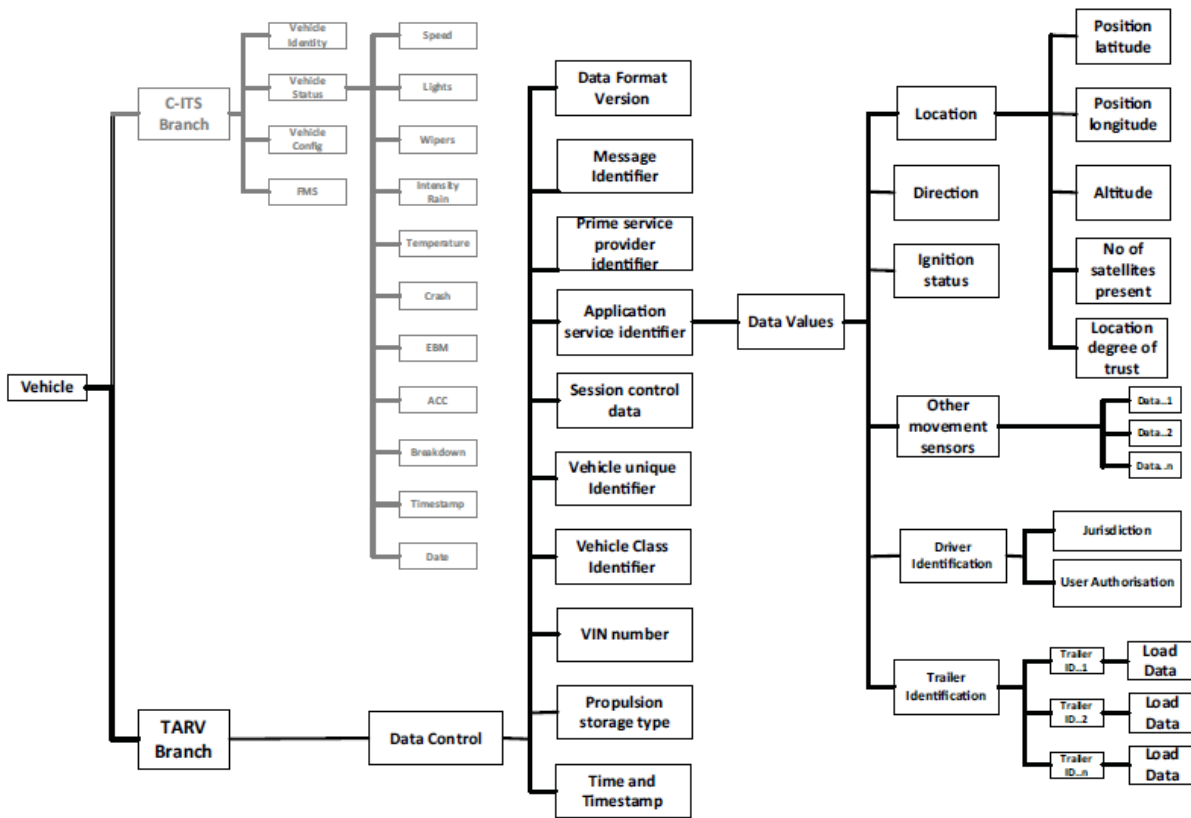 Vehicle
C-ITS
Branch
TARV
Branch
Vehicle
Identity
Vehicle
Status
Vehicle
Config
FMS
Speed
Lights
Wipers
Intensity
Rain
Temperature
Crash
EBM
ACC
Breakdown
Timestamp
Date
Data Control
Data Format
Version
Message
Identifier
Prime service
provider
identifier
Application
service identifier
Session control
data
Vehicle unique
Identifier
Vehicle Class
Identifier
VIN number
Propulsion
storage type
Time and
Timestamp
Data Values
Location
Direction
Ignition
status
Other
movement
sensors
Driver
Identification
Trailer
Identification
Position
latitude
Position
longitude
Altitude
No of
satellites
present
Location
degree of
trust
Data...1
Data...2
Data...n
Jurisdiction
User Authorisation
Trailer
ID...1
Load
Data
Trailer
ID...2
Load
Data
Trailer
ID...n
Load
Data